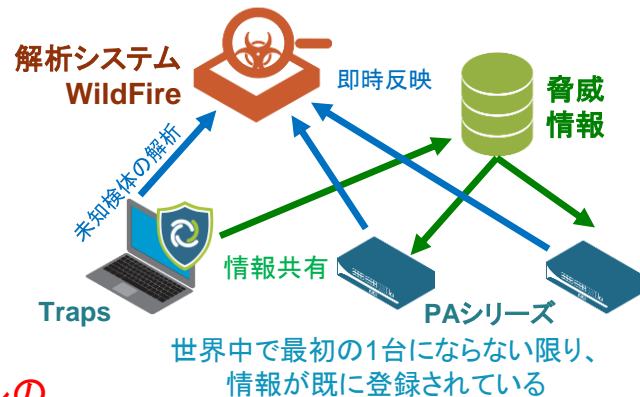 解析システム
WildFire
即時反映
脅威
情報
未知検体の解析
情報共有
Traps
PAシリーズ
世界中で最初の1台にならない限り、
情報が既に登録されている
の